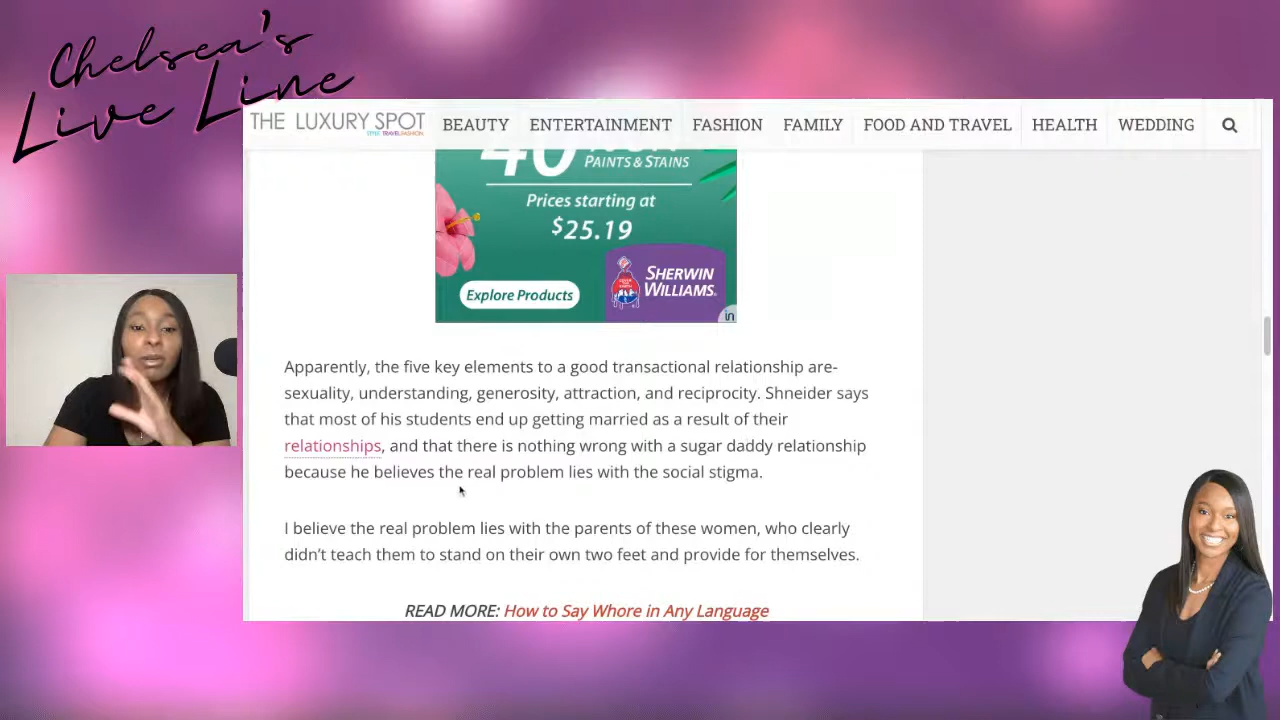 Chelsea's
Live Line
THE LUXURY SPOT
BEAUTY
ENTERTAINMENT
FASHION
FAMILY
FOOD AND TRAVEL
HEALTH
WEDDING
PAINTS & STAINS
Prices starting at
$25.19
Explore Products
SHERWIN
WILLIAMS.
in
Apparently, the five key elements to a good transactional relationship are-
sexuality, understanding, generosity, attraction, and reciprocity. Shneider says
that most of his students end up getting married as a result of their
relationships, and that there is nothing wrong with a sugar daddy relationship
because he believes the real problem lies with the social stigma.
I believe the real problem lies with the parents of these women, who clearly
didn't teach them to stand on their own two feet and provide for themselves.
READ MORE: How to Say Whore in Any Language